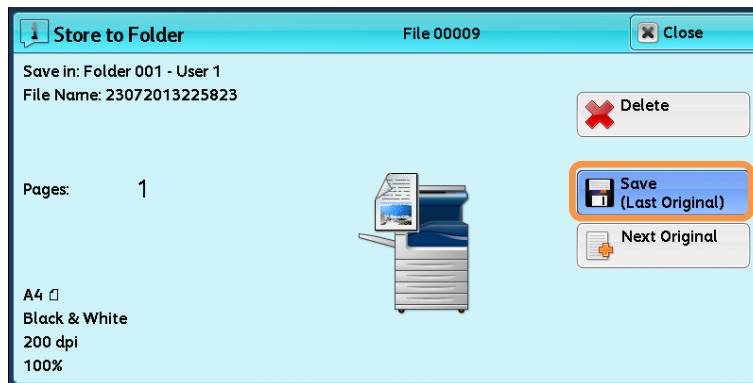 Store to Folder
File 00009
Close
Save in: Folder 001 - User 1
File Name: 23072013225823
Delete
Pages: 1
Save
(Last Original)
Next Original
A4
Black & White
200 dpi
100%